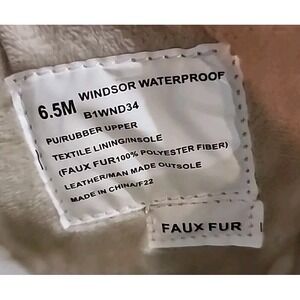 6.5M WINDSOR WATERPROOF
B1WND34
PU/RUBBER UPPER
TEXTILE LINING/INSOLE
(FAUX FUR100% POLYESTER FIBER)
LEATHER/MAN MADE OUTSOLE
MADE IN CHINA/F22
FAUX FUR